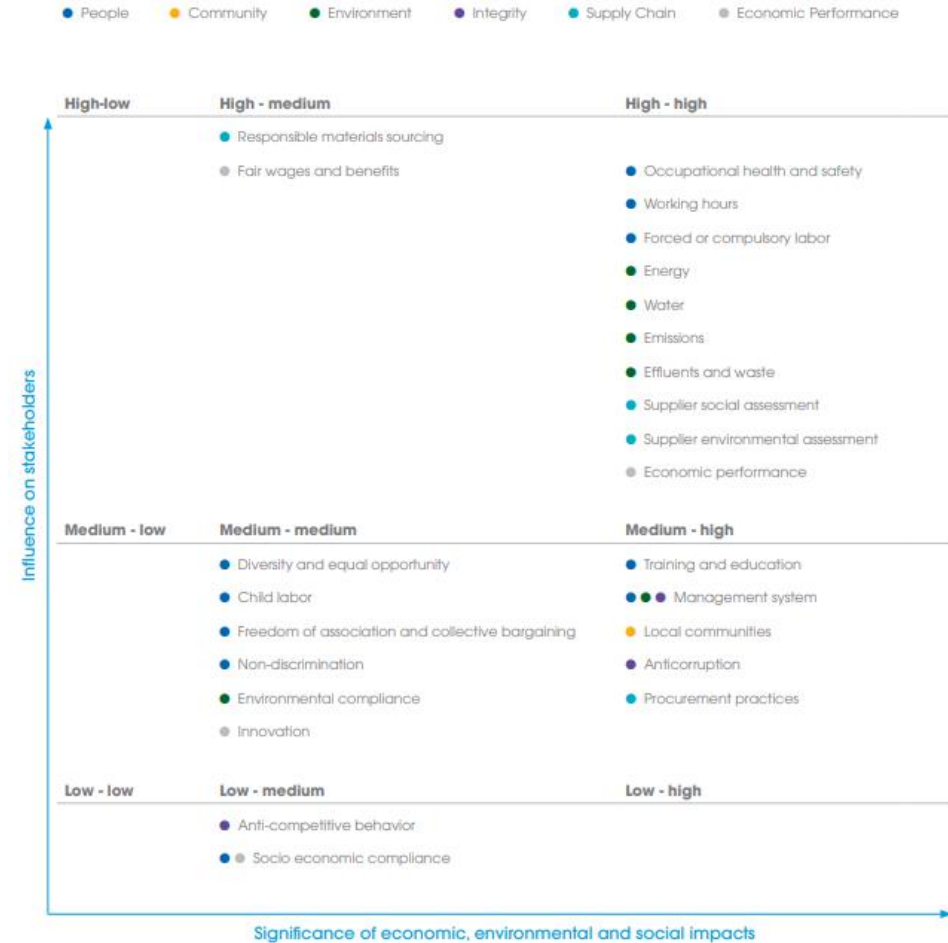 People Community Environment Integrity Supply Chain Economic Performance
High-low High - medium High - high
Responsible materials sourcing
Fair wages and benefits Occupational health and safety
Working hours
Forced or compulsory labor
Energy
Water
Emissions
Effluents and waste
Supplier social assessment
Supplier environmental assessment
Economic performance
Influence on stakeholders
Medium - low Medium - medium Medium - high
Diversity and equal opportunity Training and education
Child labor Management system
Freedom of association and collective bargaining Local communities
Non-discrimination Anticorruption
Environmental compliance Procurement practices
Innovation
Low - low Low - medium Low - high
Anti-competitive behavior
Socio economic compliance
Significance of economic, environmental and social impacts